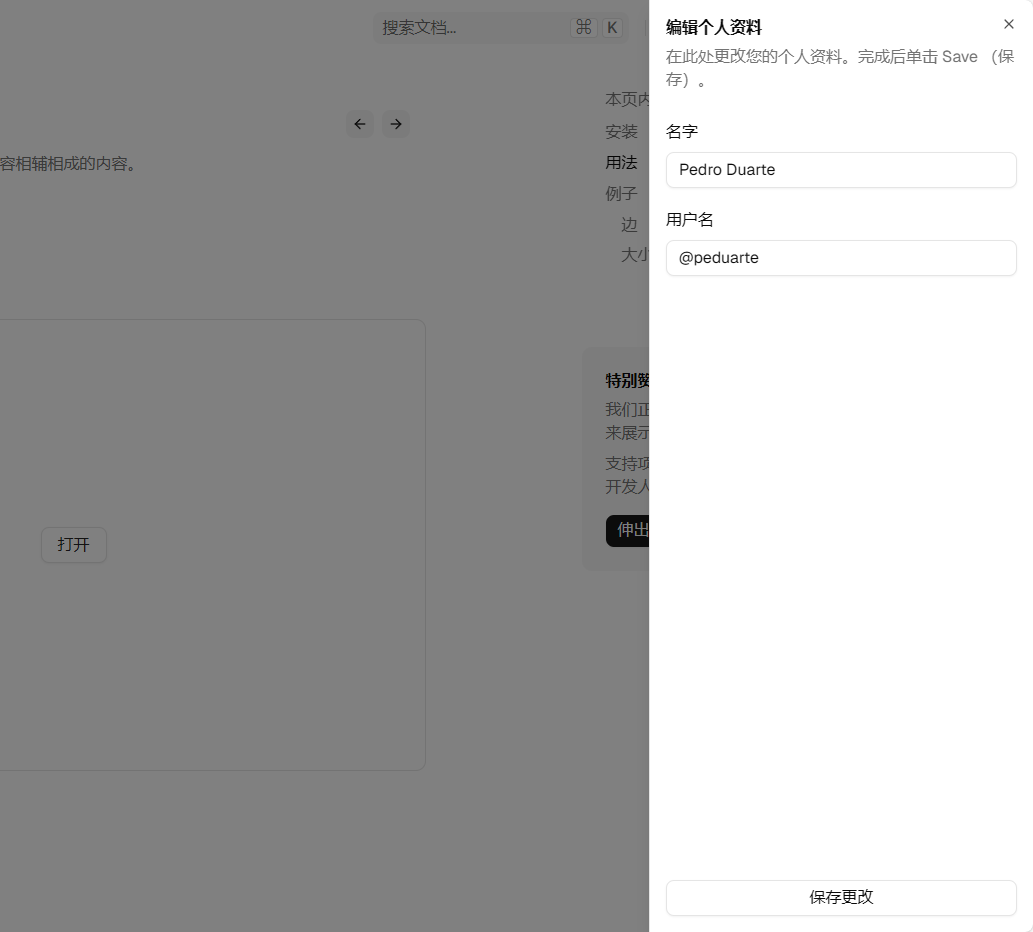 搜索文档...
⌘ K
容相辅相成的内容。
本页内
安装
用法
例子
边
大小
特别赞
我们正
来展示
支持项
开发人
伸出
打开
编辑个人资料
在此处更改您的个人资料。完成后单击 Save （保
存）。
名字
Pedro Duarte
用户名
@peduarte
保存更改